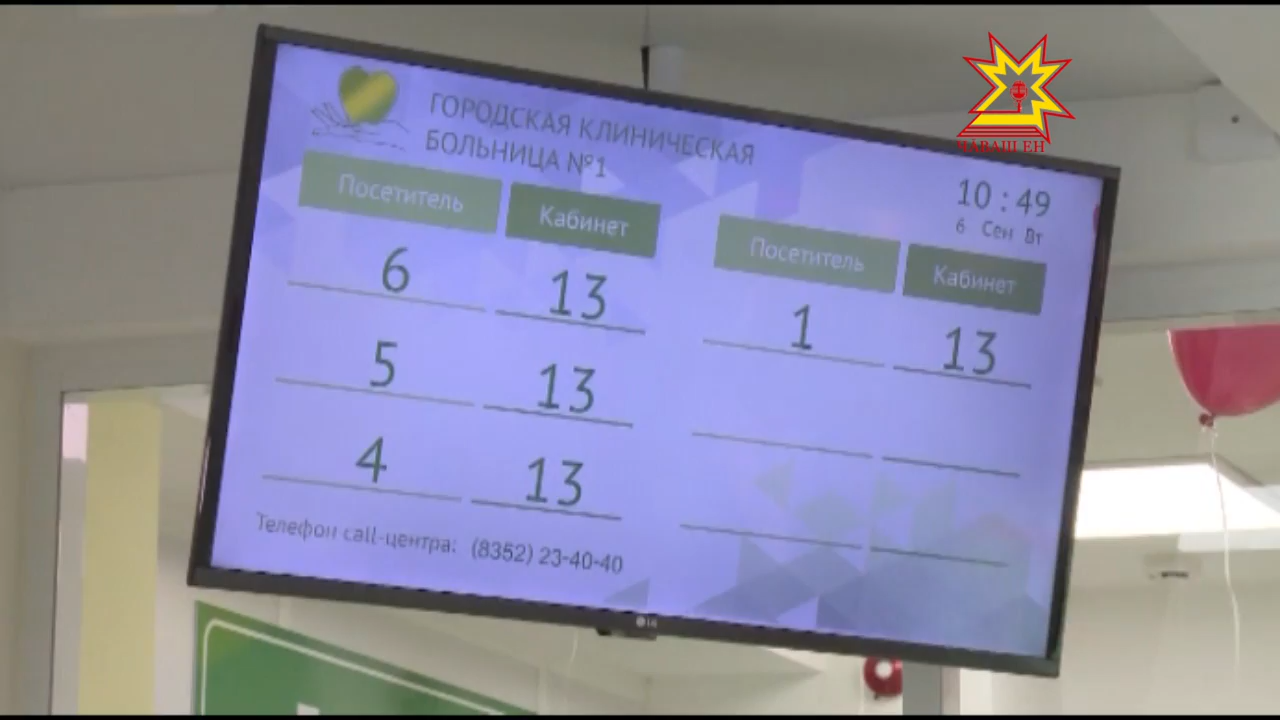 ЧӐВАШ ЕН
ГОРОДСКАЯ КЛИНИЧЕСКАЯ
БОЛЬНИЦА №1
10 : 49
6 Сен Вт
Посетитель Кабинет
6 13
5 13
4 13
Посетитель Кабинет
1 13
Телефон call-центра: (8352) 23-40-40
LG